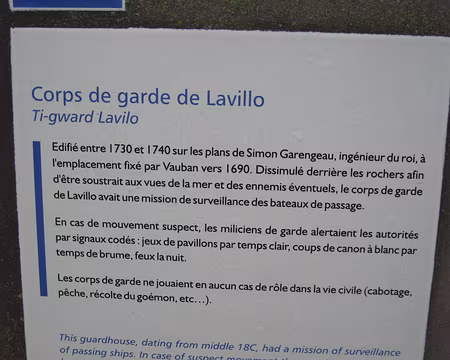 Corps de garde de Lavillo
Ti-gward Lavilo
Edifié entre 1730 et 1740 sur les plans de Simon Garengeau, ingénieur du roi, à
l'emplacement fixé par Vauban vers 1690. Dissimulé derrière les rochers afin
d'être soustrait aux vues de la mer et des ennemis éventuels, le corps de garde
de Lavillo avait une mission de surveillance des bateaux de passage.
En cas de mouvement suspect, les miliciens de garde alertaient les autorités
par signaux codés : jeux de pavillons par temps clair, coups de canon à blanc par
temps de brume, feux la nuit.
Les corps de garde ne jouaient en aucun cas de rôle dans la vie civile (cabotage,
pêche, récolte du goémon, etc...).
This guardhouse, dating from middle 18C, had a mission of surveillance
of passing ships. In case of suspect movement